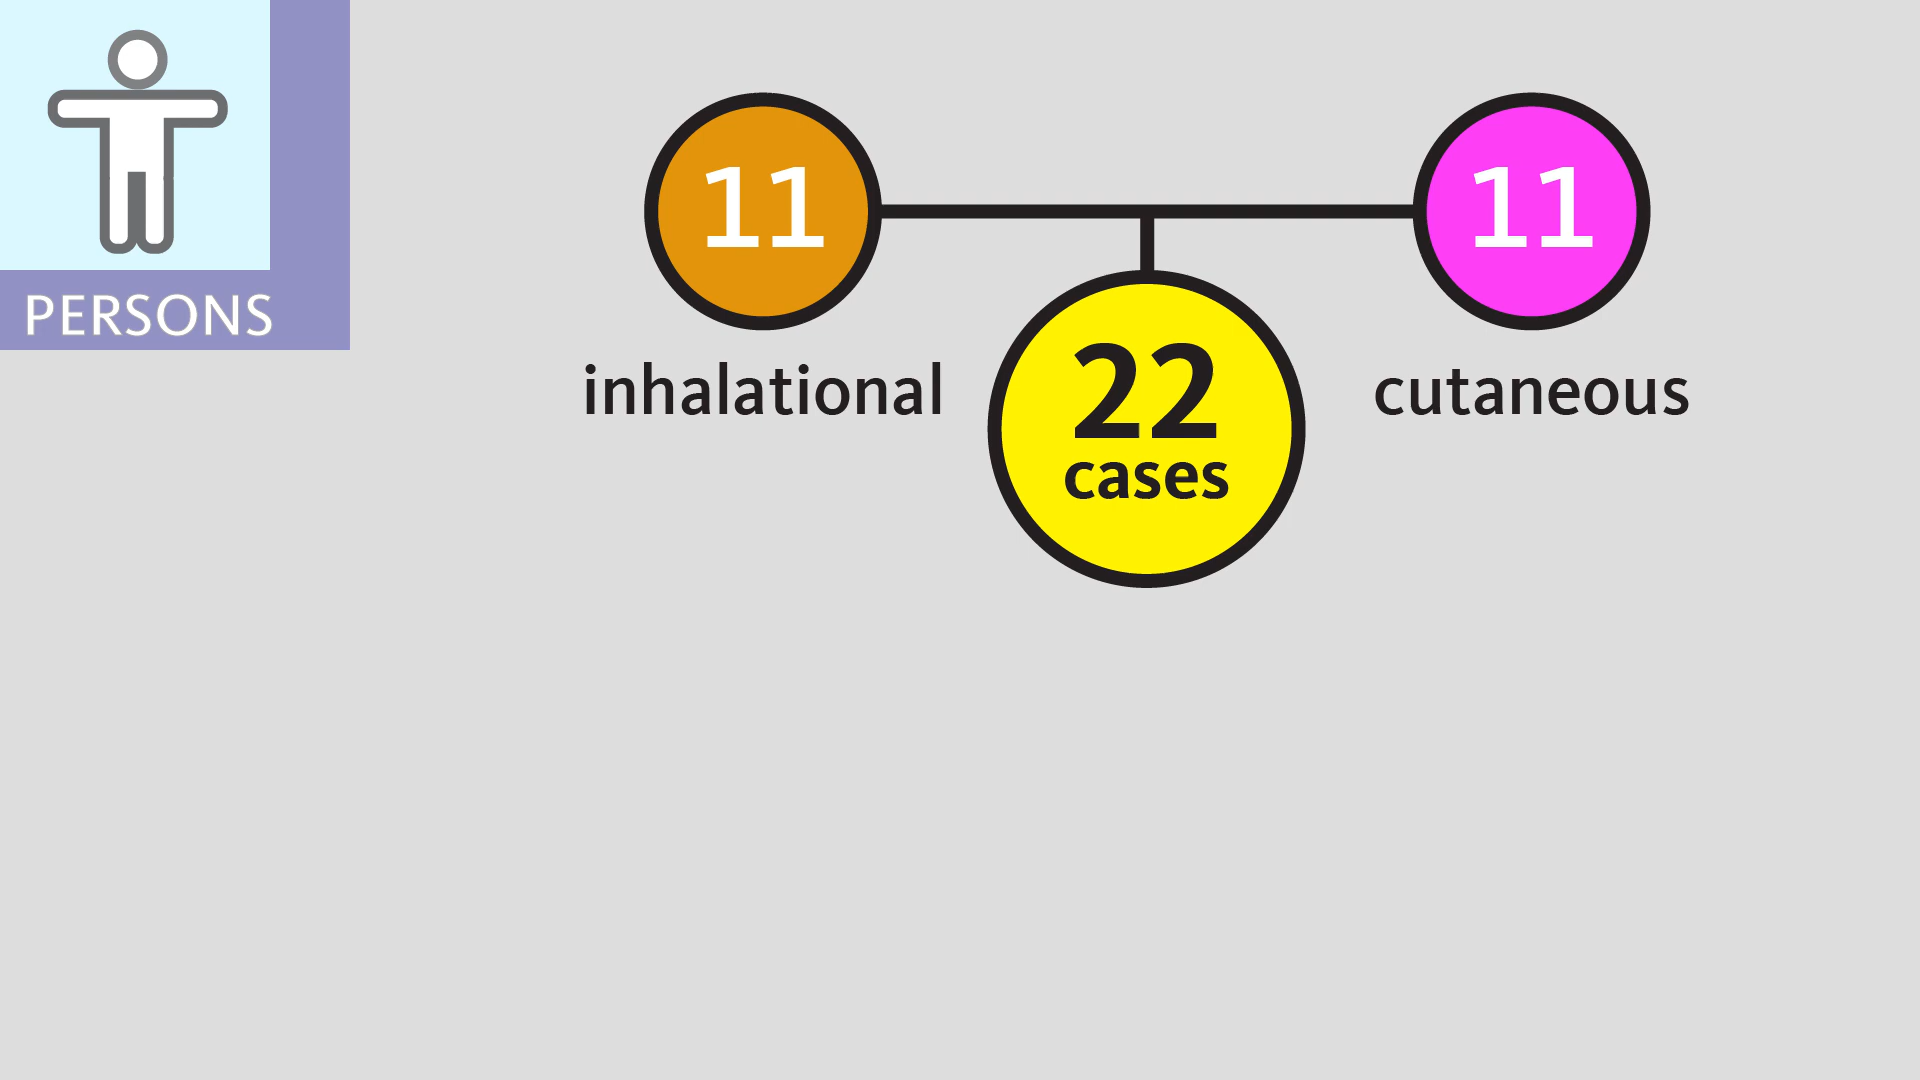 PERSONS
11
11
inhalational
22
cases
cutaneous